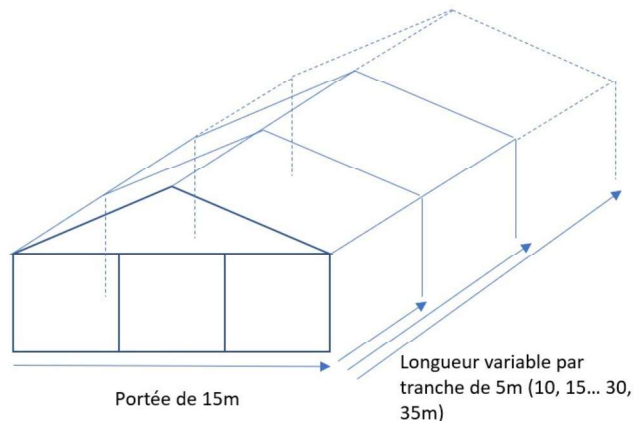 Portée de 15m
Longueur variable par
tranche de 5m (10, 15... 30,
35m)